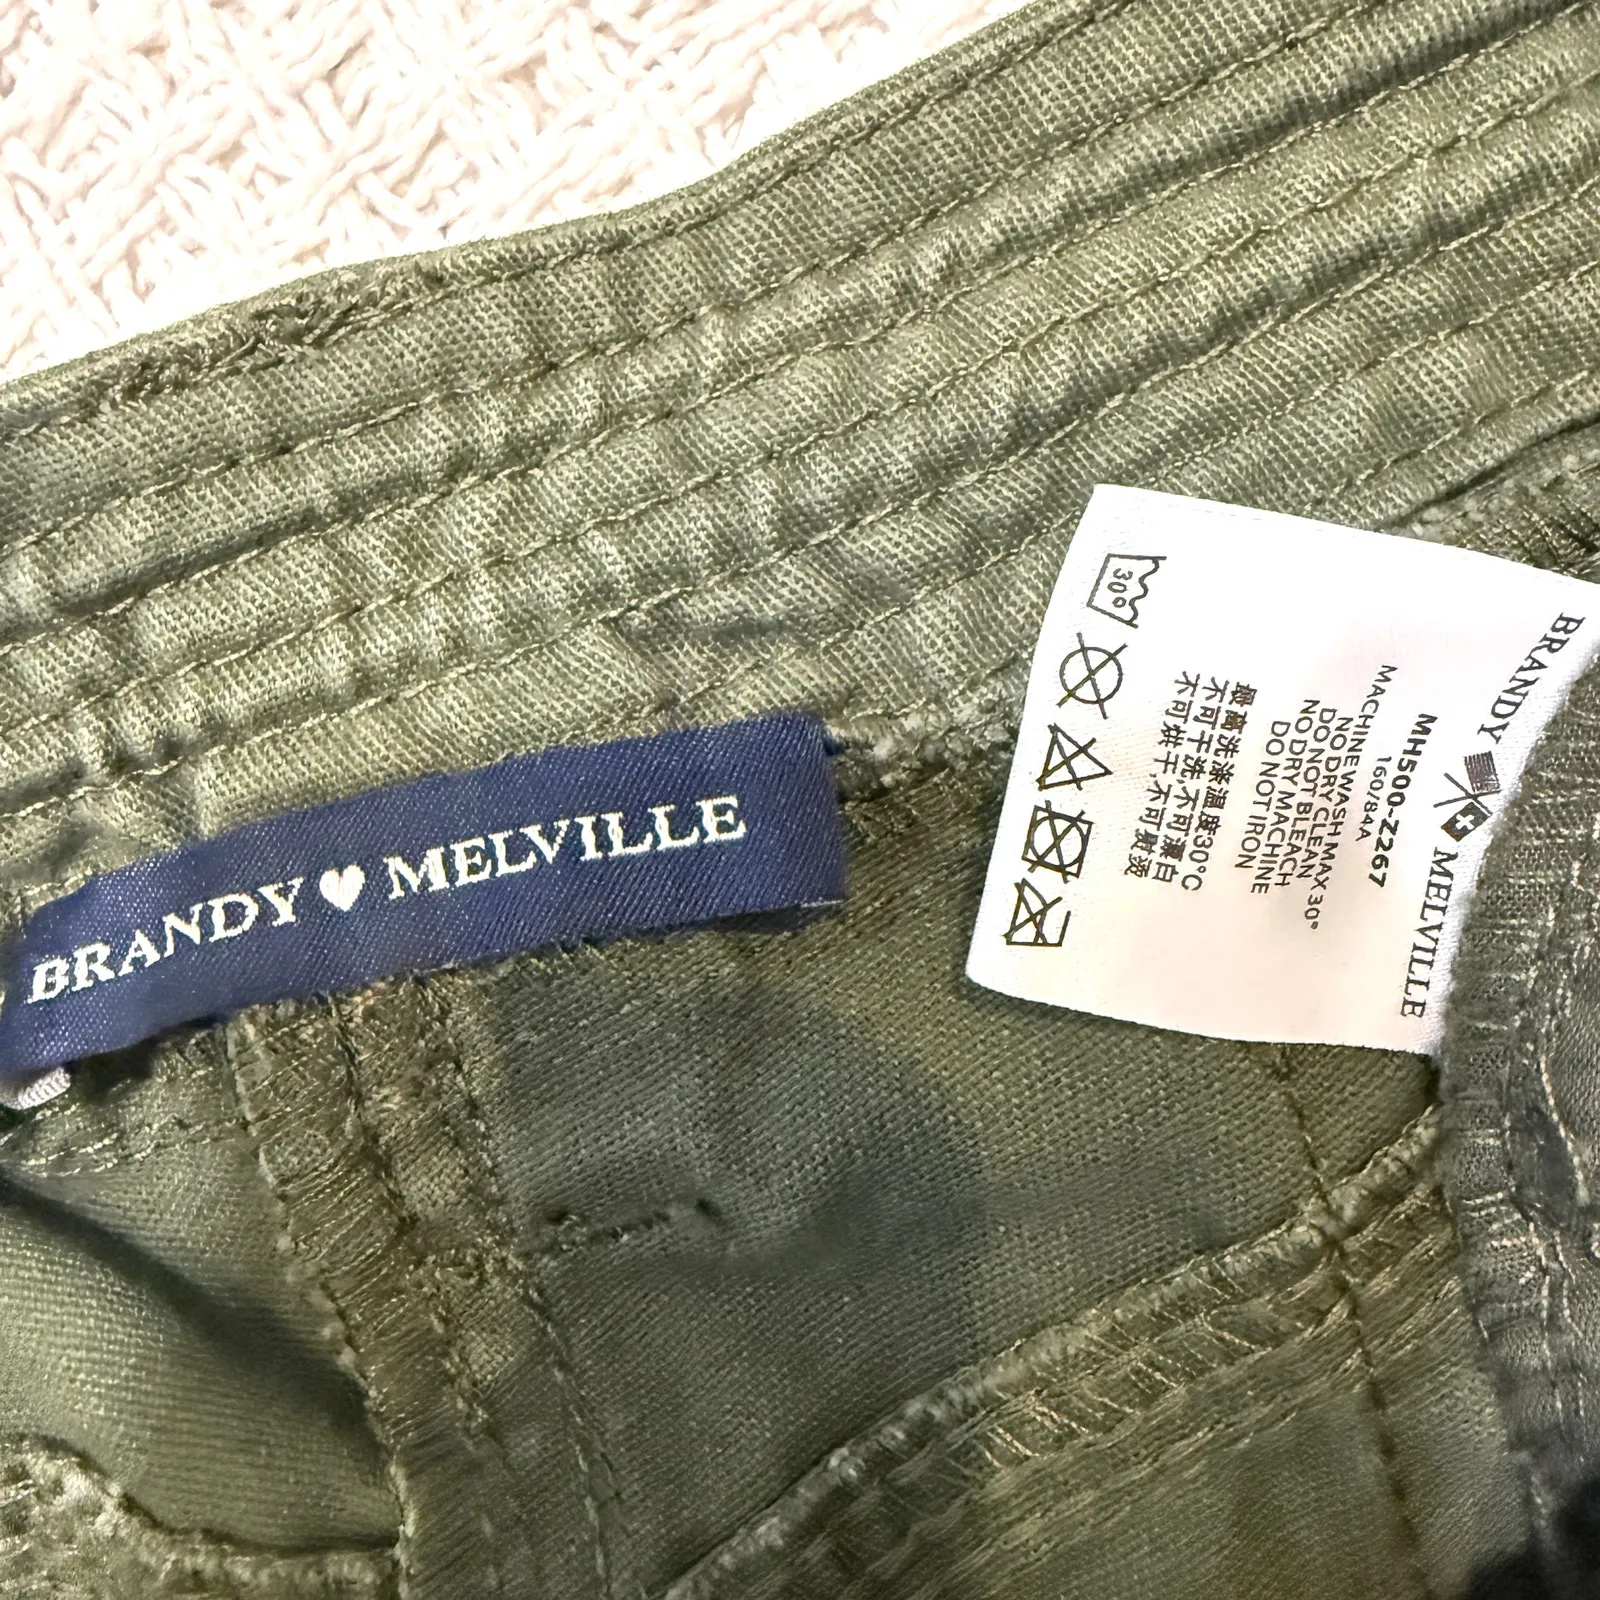 BRANDY ♥ MELVILLE
BRANDY MELVILLE
MH500-Z267
160/84A
MACHINE WASH MAX 30°
NO DRY CLEAN
DO NOT BLEACH
NO DRY MACHINE
DO NOT IRON
最高洗涤温度30°C
不可干洗,不可漂白
不可烘干,不可熨烫
30°